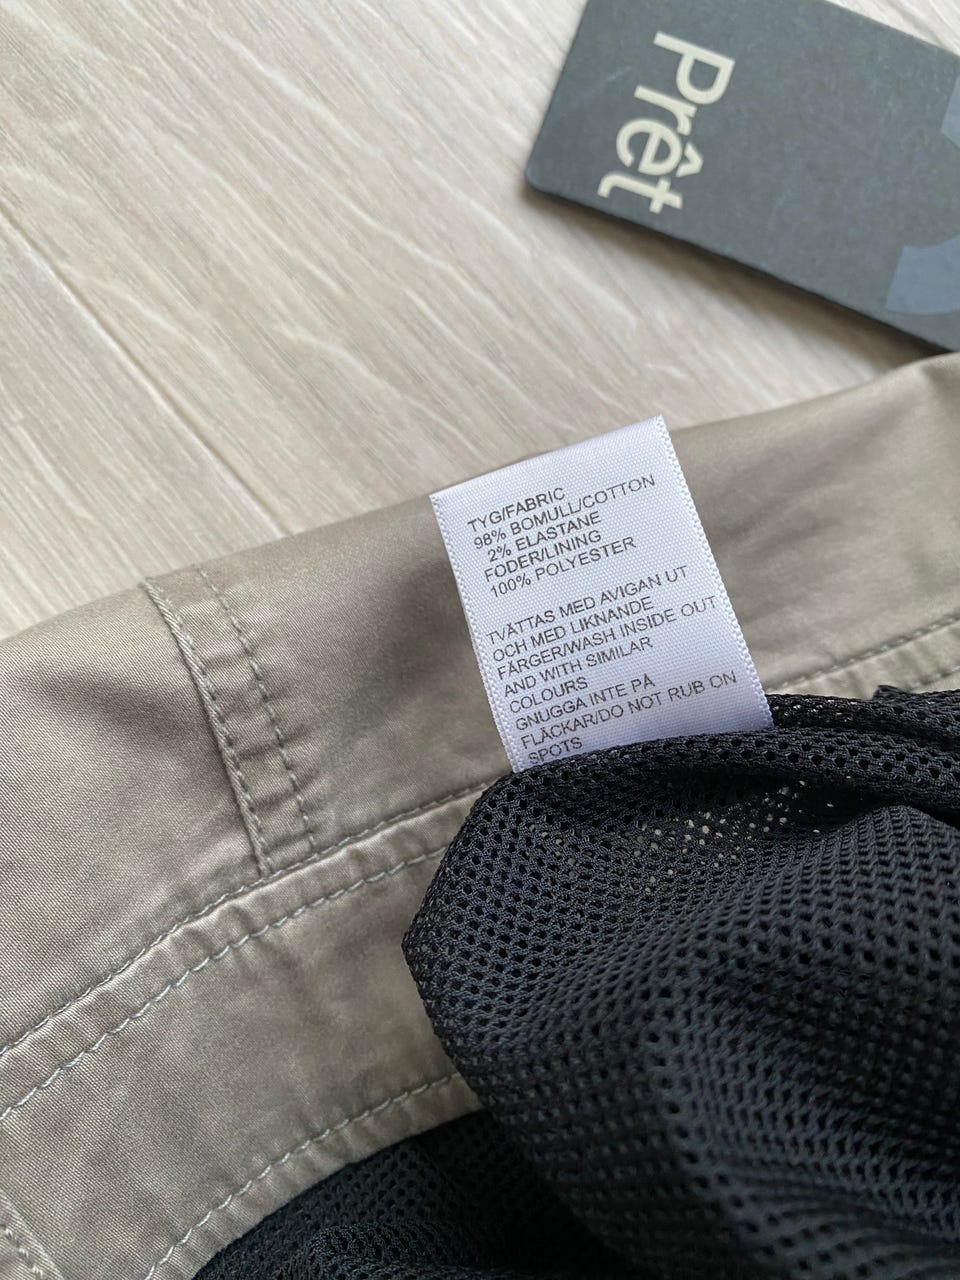 Prêt
TYG/FABRIC
98% BOMULL/COTTON
2% ELASTANE
FODER/LINING
100% POLYESTER
TVÄTTAS MED AVIGAN UT
OCH MED LIKNANDE
FÄRGER/WASH INSIDE OUT
AND WITH SIMILAR
COLOURS
GNUGGA INTE PÅ
FLÄCKAR/DO NOT RUB ON
SPOTS